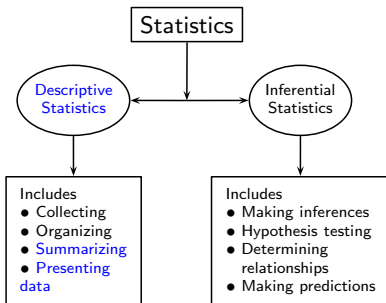 Statistics
Descriptive
Statistics
Inferential
Statistics
Includes
● Collecting
● Organizing
● Summarizing
● Presenting
data
Includes
● Making inferences
● Hypothesis testing
● Determining
relationships
● Making predictions